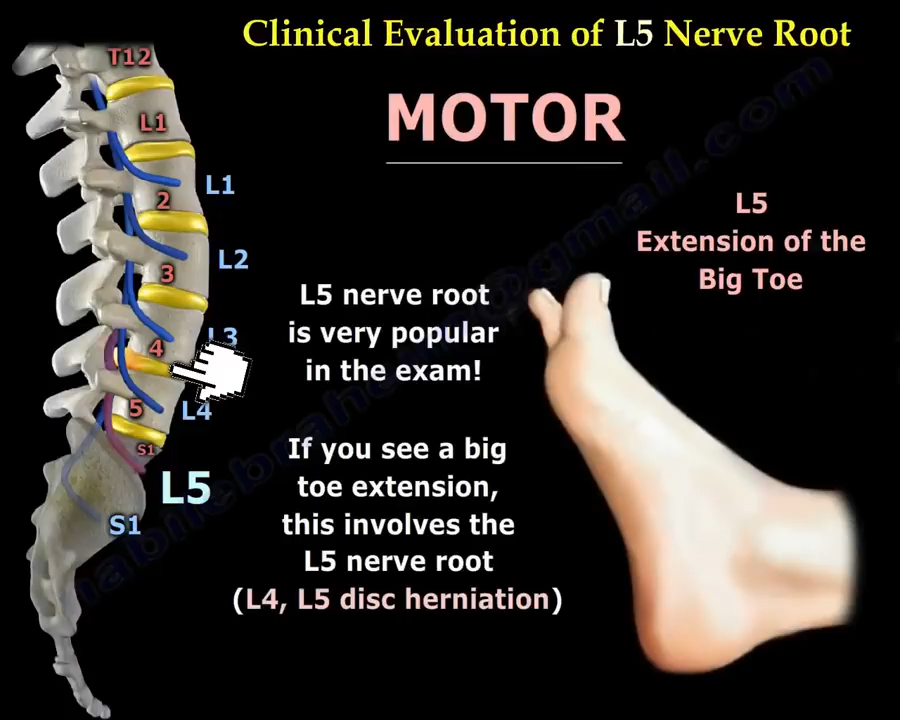 Clinical Evaluation of L5 Nerve Root
MOTOR
T12
L1
2
3
4
5
S1
L1
L2
L3
L4
L5
S1
L5
Extension of the
Big Toe
L5 nerve root
is very popular
in the exam!
If you see a big
toe extension,
this involves the
L5 nerve root
(L4, L5 disc herniation)